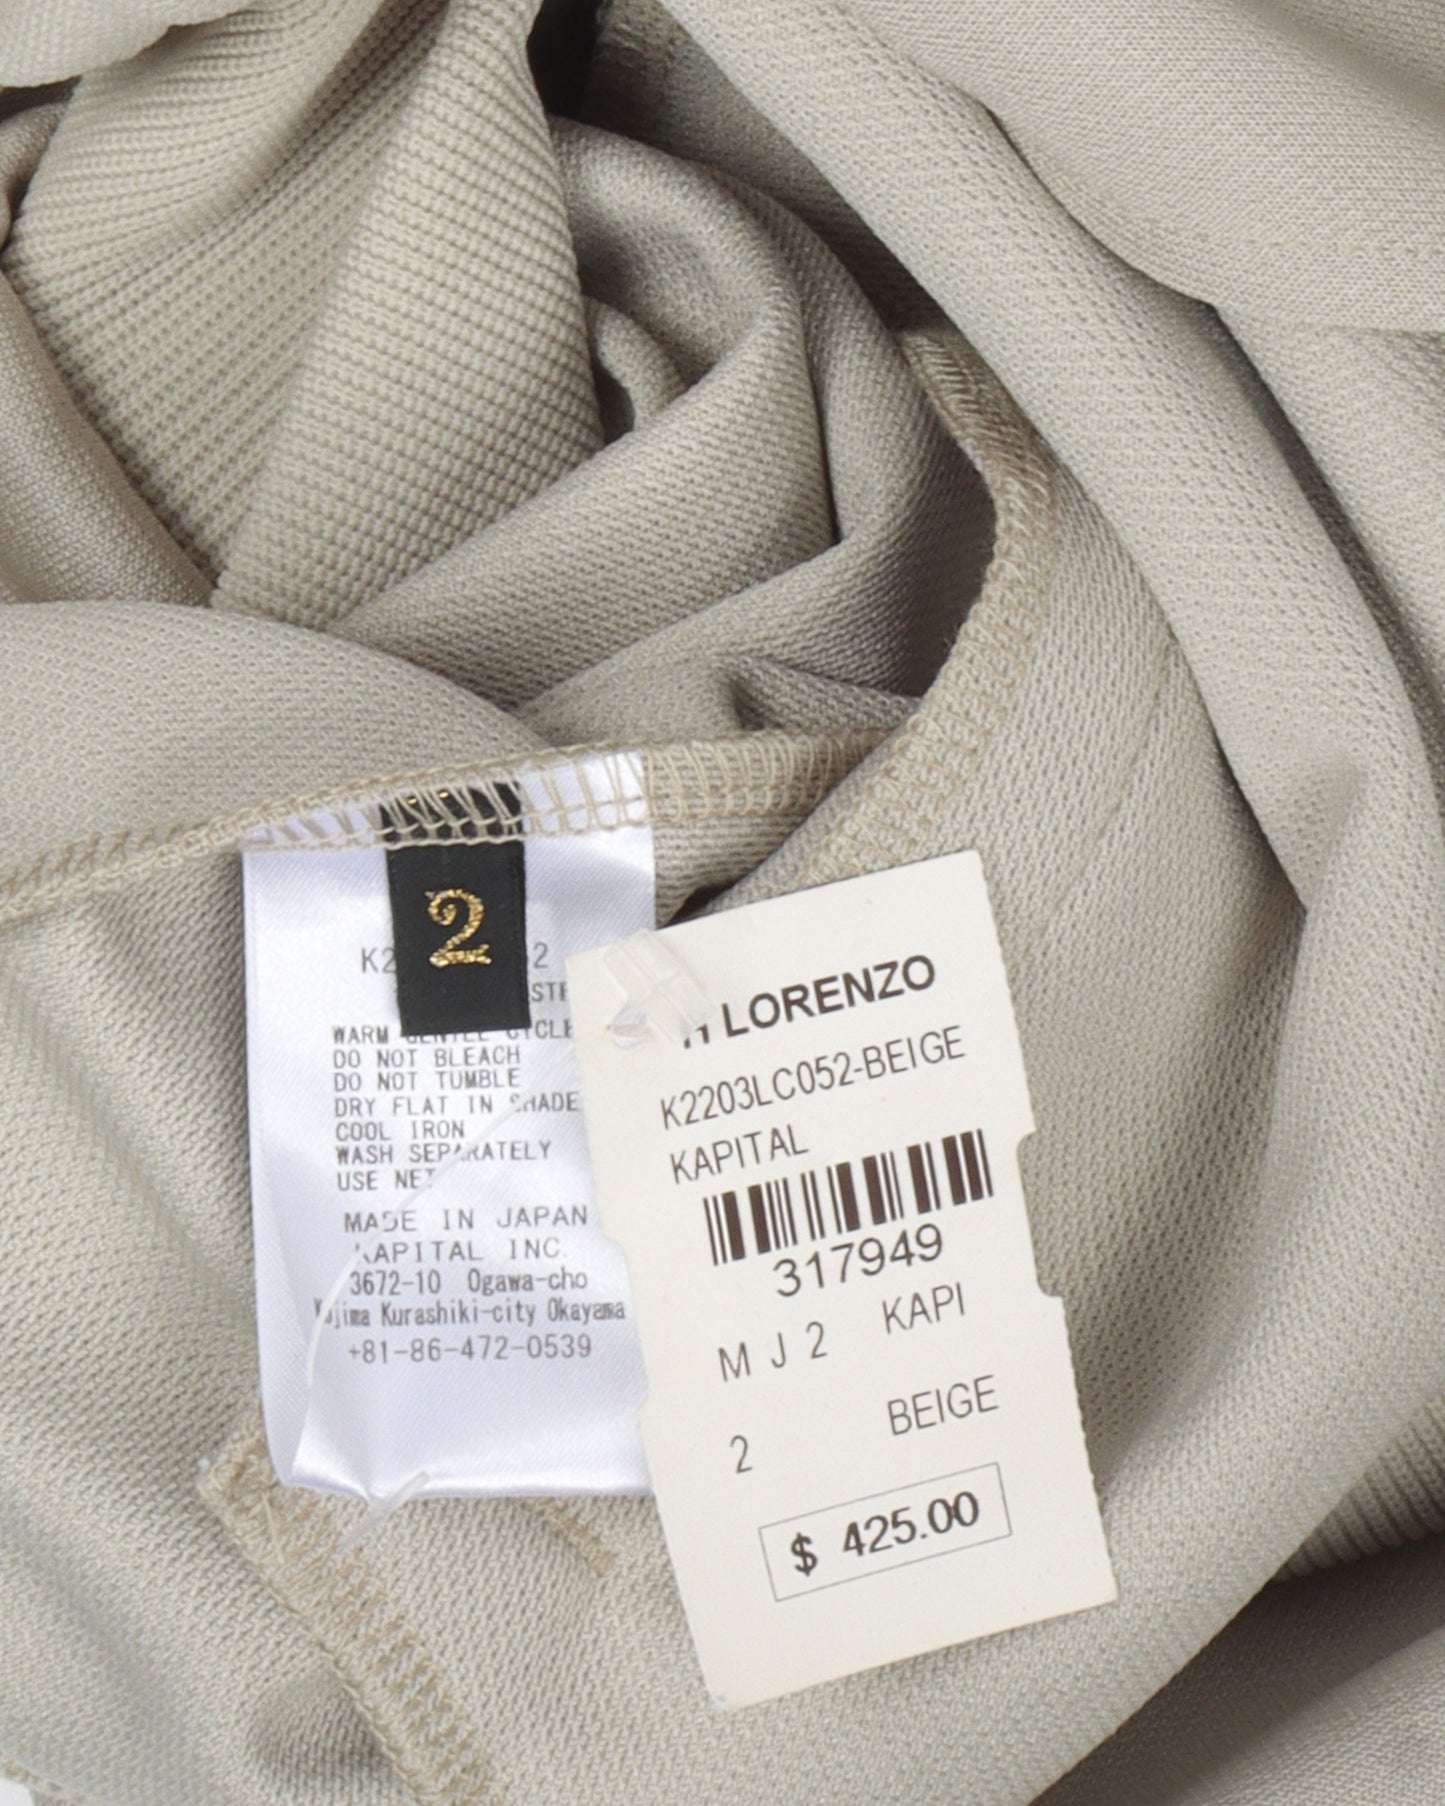 2
WARM GENTLE CYCLE
DO NOT BLEACH
DO NOT TUMBLE
DRY FLAT IN SHADE
COOL IRON
WASH SEPARATELY
USE NET
MADE IN JAPAN
KAPITAL INC.
3672-10 Ogawa-cho
Kojima Kurashiki-city Okayama
+81-86-472-0539
H LORENZO
K2203LC052-BEIGE
KAPITAL
317949
M J 2 KAPI
2 BEIGE
$ 425.00